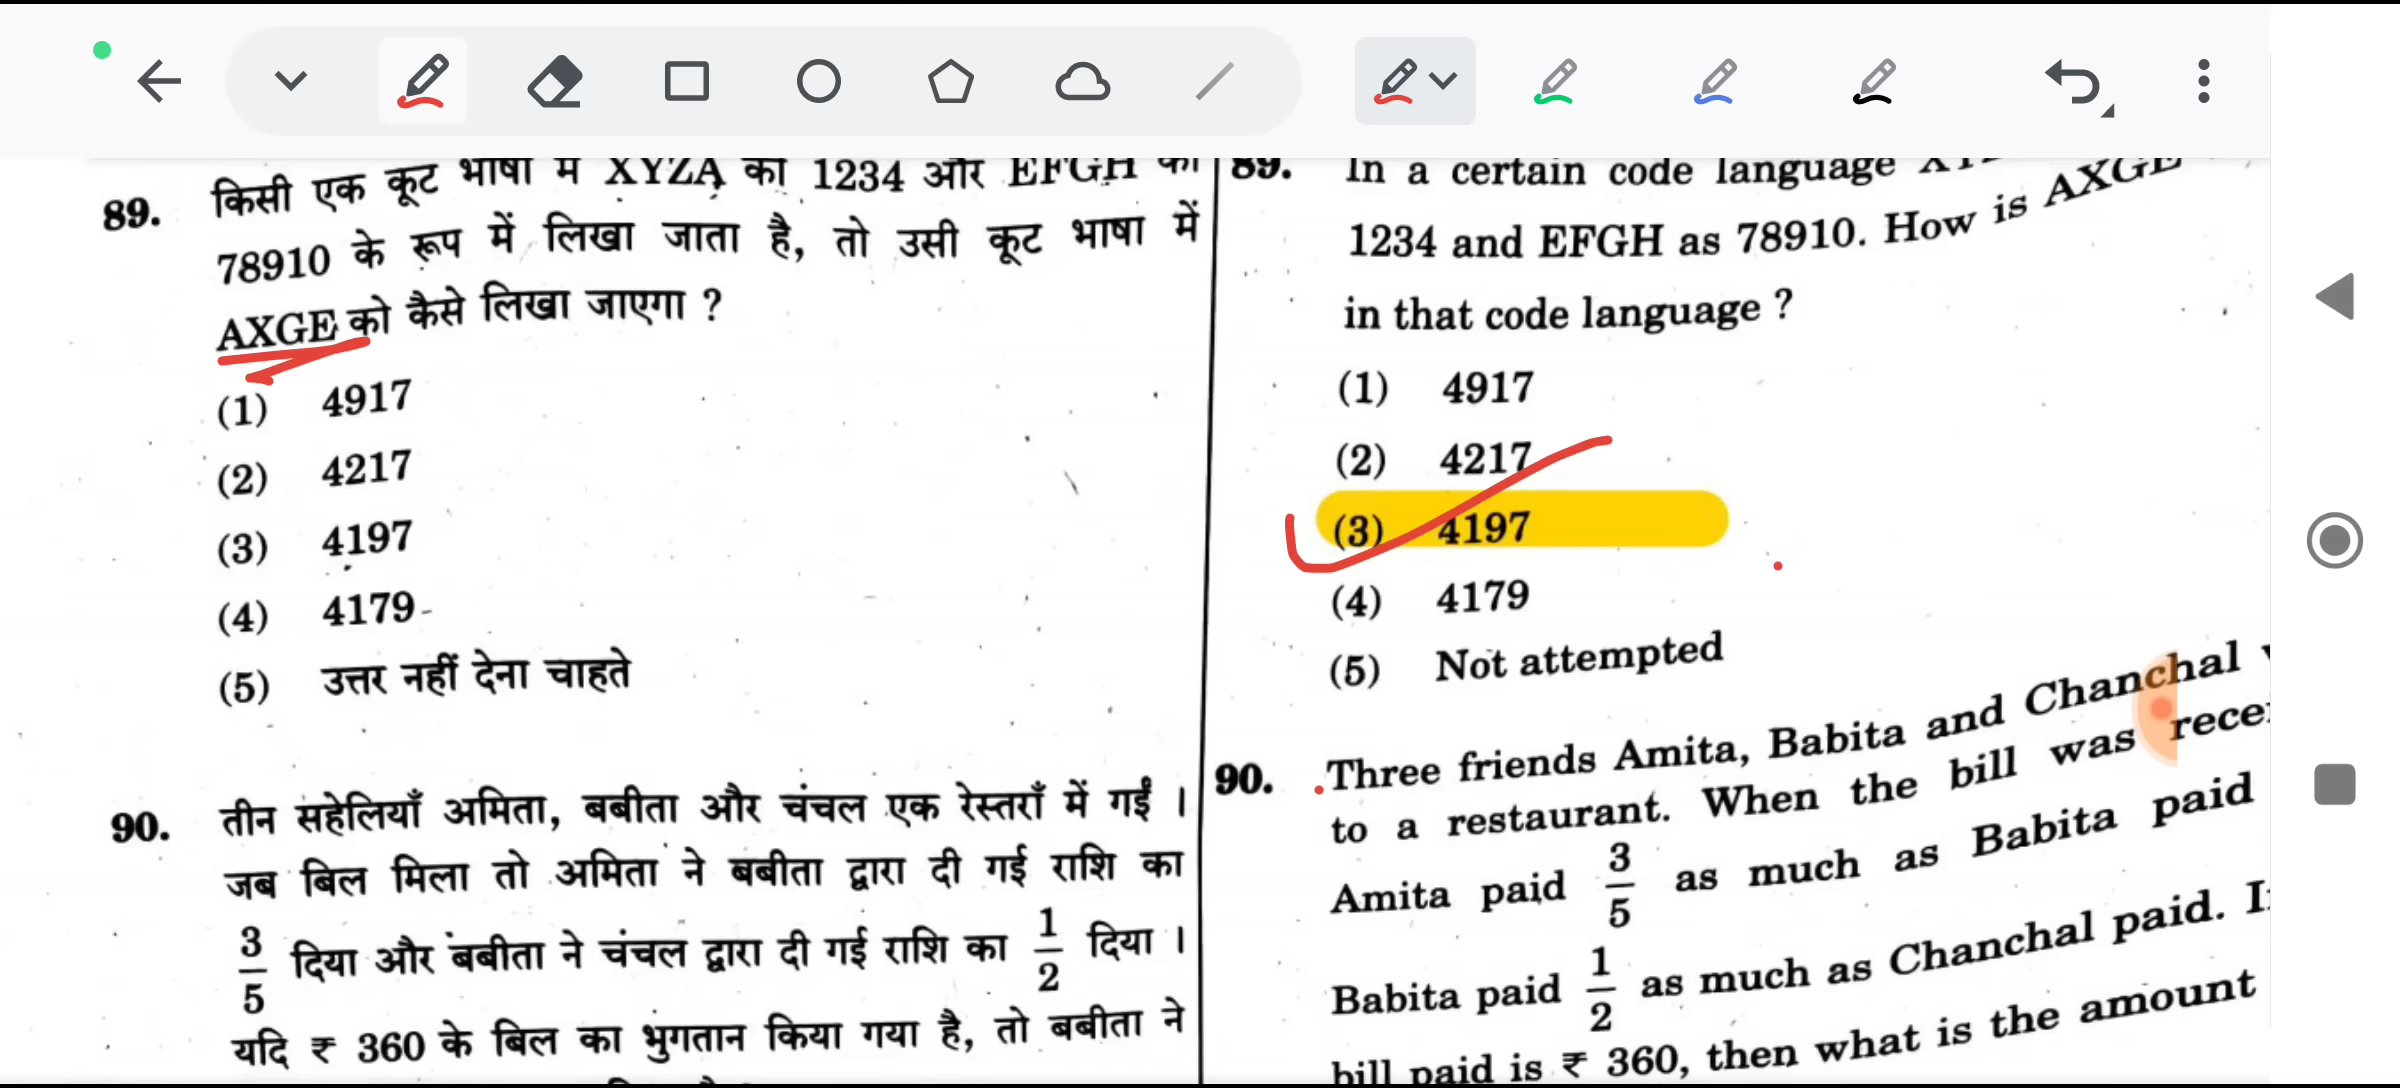 89. किसी एक कूट भाषा में XYZA को 1234 और EFGH को
78910 के रूप में लिखा जाता है, तो उसी कूट भाषा में
AXGE को कैसे लिखा जाएगा ?
(1) 4917
(2) 4217
(3) 4197
(4) 4179
(5) उत्तर नहीं देना चाहते
90. तीन सहेलियाँ अमिता, बबीता और चंचल एक रेस्तराँ में गईं ।
जब बिल मिला तो अमिता ने बबीता द्वारा दी गई राशि का
3/5 दिया और बबीता ने चंचल द्वारा दी गई राशि का 1/2 दिया ।
यदि ₹ 360 के बिल का भुगतान किया गया है, तो बबीता ने
89. In a certain code language
1234 and EFGH as 78910. How is AXGE
in that code language ?
(1) 4917
(2) 4217
(3) 4197
(4) 4179
(5) Not attempted
90. Three friends Amita, Babita and Chanchal
to a restaurant. When the bill was
Amita paid 3/5 as much as Babita paid
Babita paid 1/2 as much as Chanchal paid.
bill paid is ₹ 360, then what is the amount